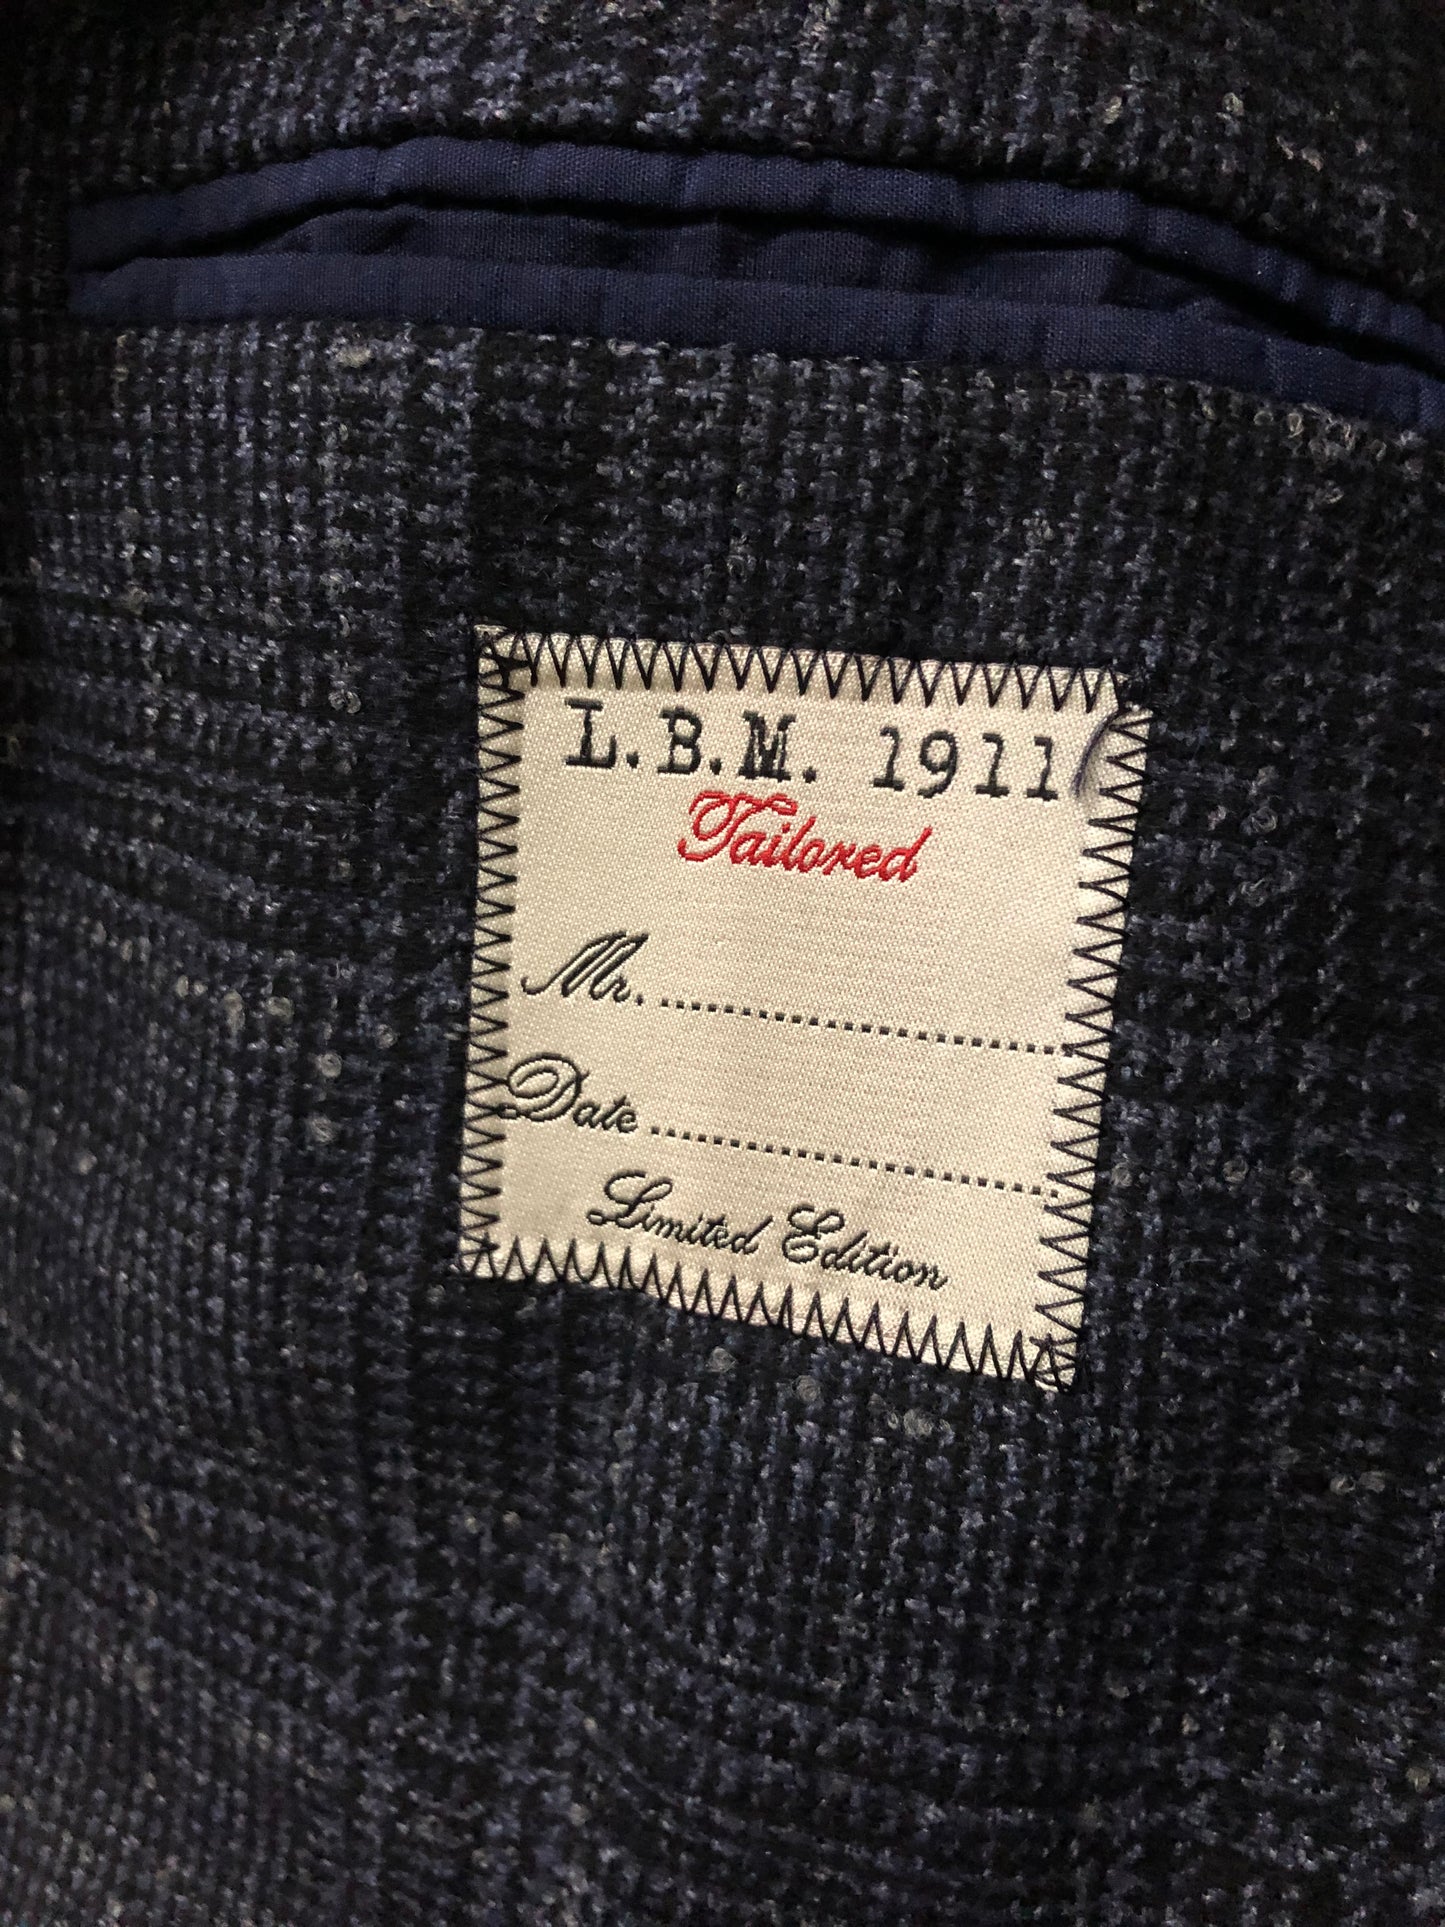 L.B.M. 1911
Tailored
Mr. ........................................
Date ........................................
Limited Edition